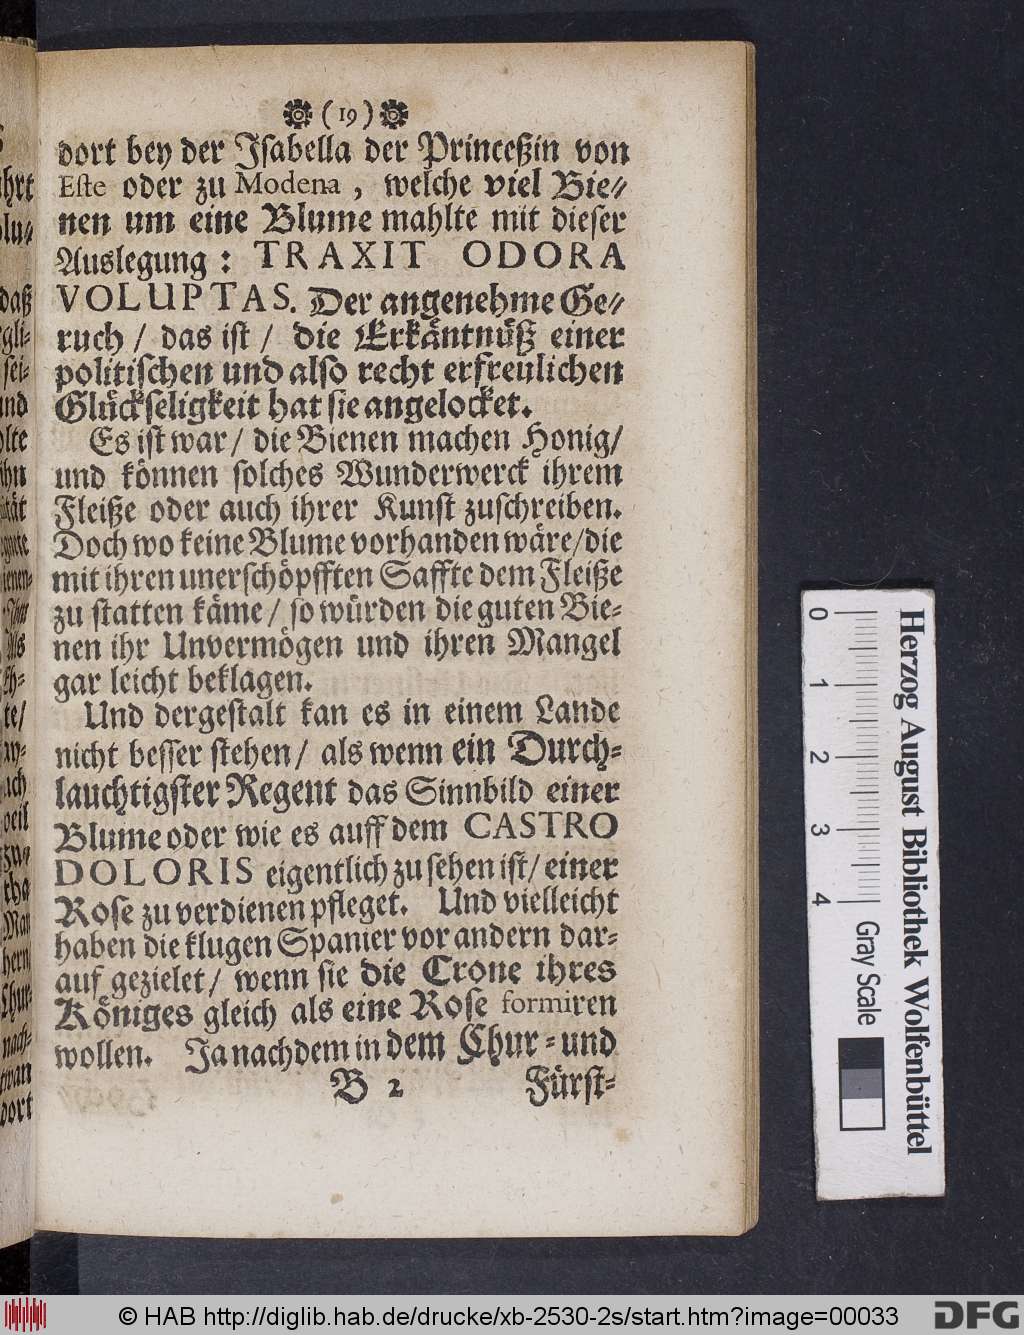 ( 19 )
dort bey der Isabella der Princeßin von
Este oder zu Modena, welche viel Bie-
nen um eine Blume mahlte mit dieser
Auslegung: TRAXIT ODORA
VOLUPTAS. Der angenehme Ge-
ruch / das ist / die Erkäntnüß einer
politischen und also recht erfreulichen
Glückseligkeit hat sie angelocket.
Es ist war / die Bienen machen Honig /
und können solches Wunderwerck ihrem
Fleiße oder auch ihrer Kunst zuschreiben.
Doch wo keine Blume vorhanden wäre / die
mit ihren unerschöpfften Saffte dem Fleiße
zu statten käme / so würden die guten Bie-
nen ihr Unvermögen und ihren Mangel
gar leicht beklagen.
Und dergestalt kan es in einem Lande
nicht besser stehen / als wenn ein Durch-
lauchtigster Regent das Sinnbild einer
Blume oder wie es auff dem CASTRO
DOLORIS eigentlich zu sehen ist / einer
Rose zu verdienen pfleget. Und vielleicht
haben die klugen Spanier vor andern dar-
auf gezielet / wenn sie die Crone ihres
Königes gleich als eine Rose formiren
wollen. Ja nachdem in dem Chur- und
B 2 Fürst-
ahrt
daß
sei-
und
olte
ihn
te/
ach
dort
0 1 2 3 4
Gray Scale
Herzog August Bibliothek Wolfenbüttel
© HAB http://diglib.hab.de/drucke/xb-2530-2s/start.htm?image=00033
DFG